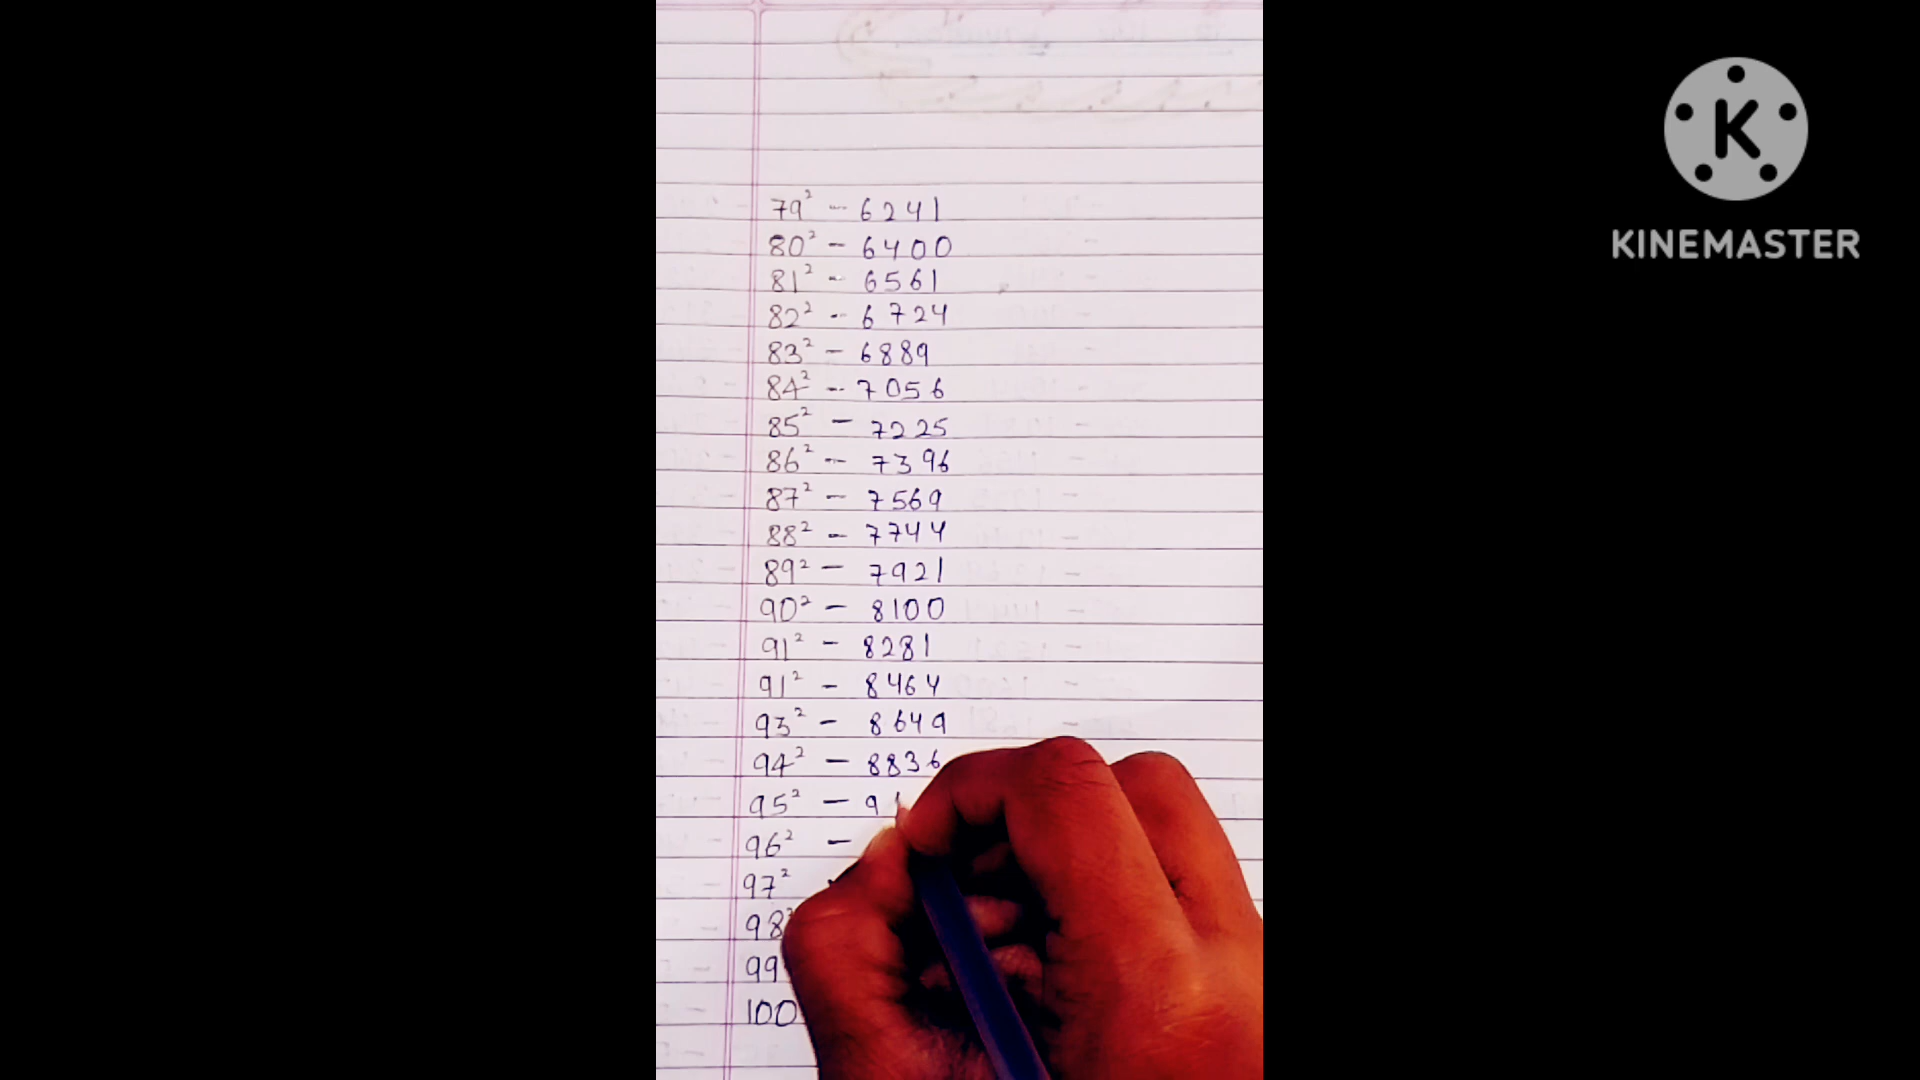 79² - 6241
80² - 6400
81² - 6561
82² - 6724
83² - 6889
84² - 7056
85² - 7225
86² - 7396
87² - 7569
88² - 7744
89² - 7921
90² - 8100
91² - 8281
91² - 8464
93² - 8649
94² - 8836
95² - 91
96² -
97² -
98²
99
100
KINEMASTER